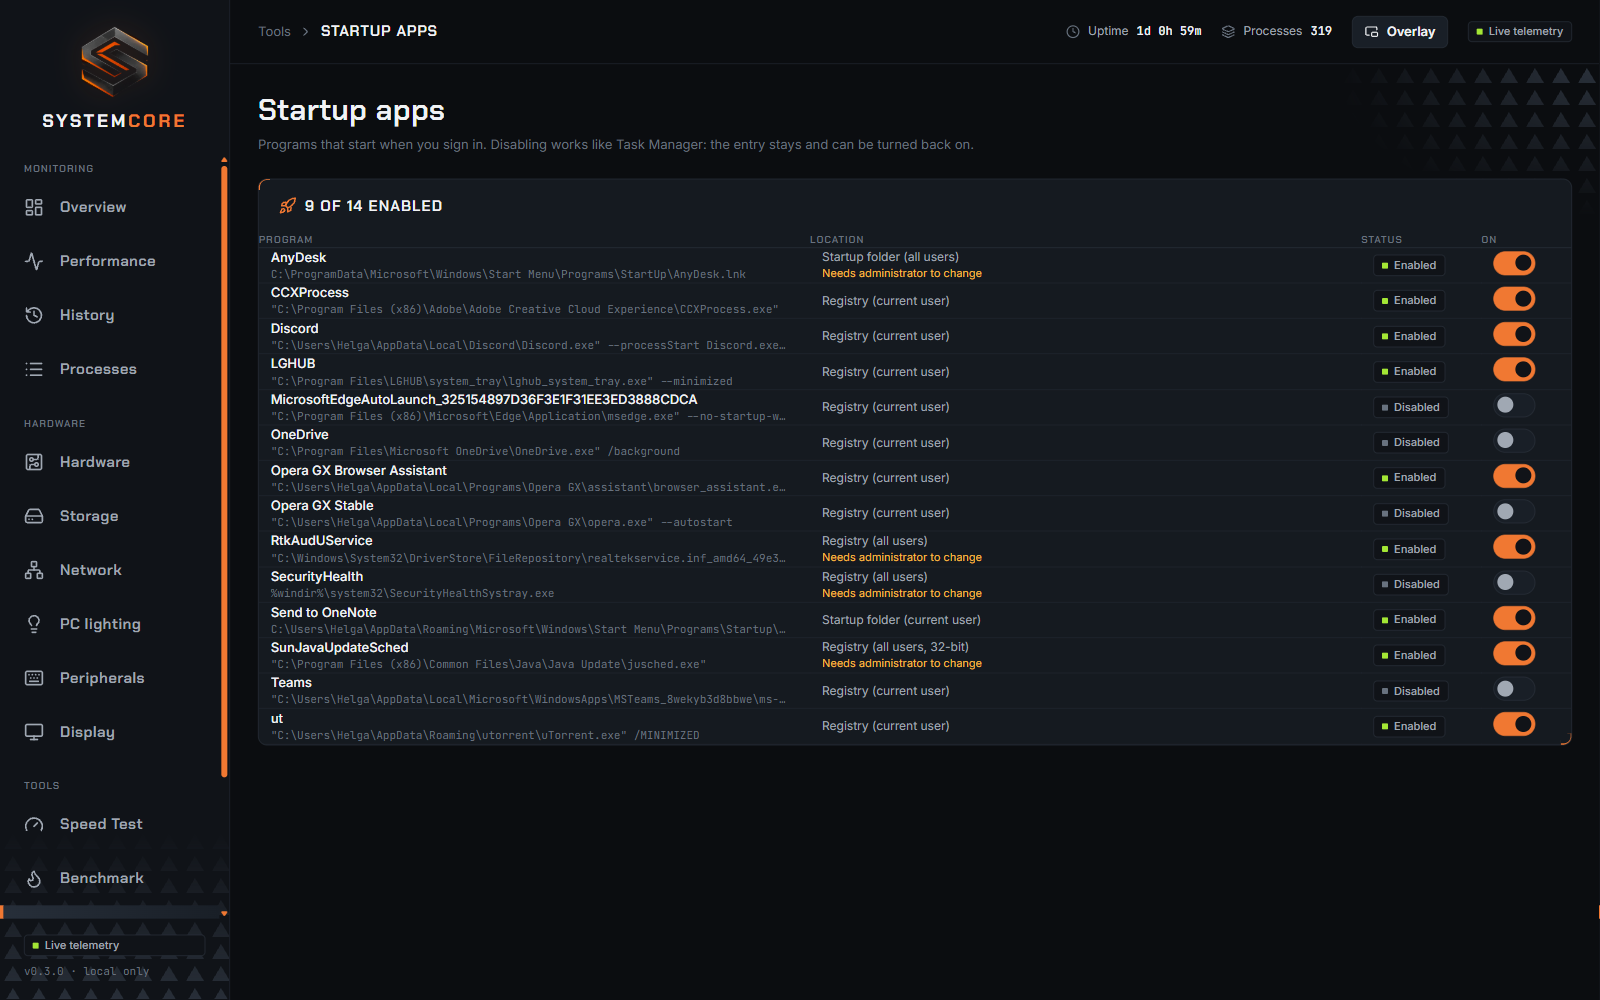 SYSTEMCORE
MONITORING
Overview
Performance
History
Processes
HARDWARE
Hardware
Storage
Network
PC lighting
Peripherals
Display
TOOLS
Speed Test
Benchmark
Live telemetry
v0.3.0 · local only
Tools > STARTUP APPS
Uptime 1d 0h 59m
Processes 319
Overlay
Live telemetry
Startup apps
Programs that start when you sign in. Disabling works like Task Manager: the entry stays and can be turned back on.
9 OF 14 ENABLED
PROGRAM LOCATION STATUS ON
AnyDesk
C:\ProgramData\Microsoft\Windows\Start Menu\Programs\StartUp\AnyDesk.lnk
Startup folder (all users)
Needs administrator to change
Enabled
CCXProcess
"C:\Program Files (x86)\Adobe\Adobe Creative Cloud Experience\CCXProcess.exe"
Registry (current user)
Enabled
Discord
"C:\Users\Helga\AppData\Local\Discord\Discord.exe" --processStart Discord.exe…
Registry (current user)
Enabled
LGHUB
"C:\Program Files\LGHUB\system_tray\lghub_system_tray.exe" --minimized
Registry (current user)
Enabled
MicrosoftEdgeAutoLaunch_325154897D36F3E1F31EE3ED3888CDCA
"C:\Program Files (x86)\Microsoft\Edge\Application\msedge.exe" --no-startup-w…
Registry (current user)
Disabled
OneDrive
"C:\Program Files\Microsoft OneDrive\OneDrive.exe" /background
Registry (current user)
Disabled
Opera GX Browser Assistant
"C:\Users\Helga\AppData\Local\Programs\Opera GX\assistant\browser_assistant.e…
Registry (current user)
Enabled
Opera GX Stable
"C:\Users\Helga\AppData\Local\Programs\Opera GX\opera.exe" --autostart
Registry (current user)
Disabled
RtkAudUService
"C:\Windows\System32\DriverStore\FileRepository\realtekservice.inf_amd64_49e3…
Registry (all users)
Needs administrator to change
Enabled
SecurityHealth
%windir%\system32\SecurityHealthSystray.exe
Registry (all users)
Needs administrator to change
Disabled
Send to OneNote
C:\Users\Helga\AppData\Roaming\Microsoft\Windows\Start Menu\Programs\Startup\…
Startup folder (current user)
Enabled
SunJavaUpdateSched
"C:\Program Files (x86)\Common Files\Java\Java Update\jusched.exe"
Registry (all users, 32-bit)
Needs administrator to change
Enabled
Teams
"C:\Users\Helga\AppData\Local\Microsoft\WindowsApps\MSTeams_8wekyb3d8bbwe\ms-…
Registry (current user)
Disabled
ut
"C:\Users\Helga\AppData\Roaming\utorrent\uTorrent.exe" /MINIMIZED
Registry (current user)
Enabled